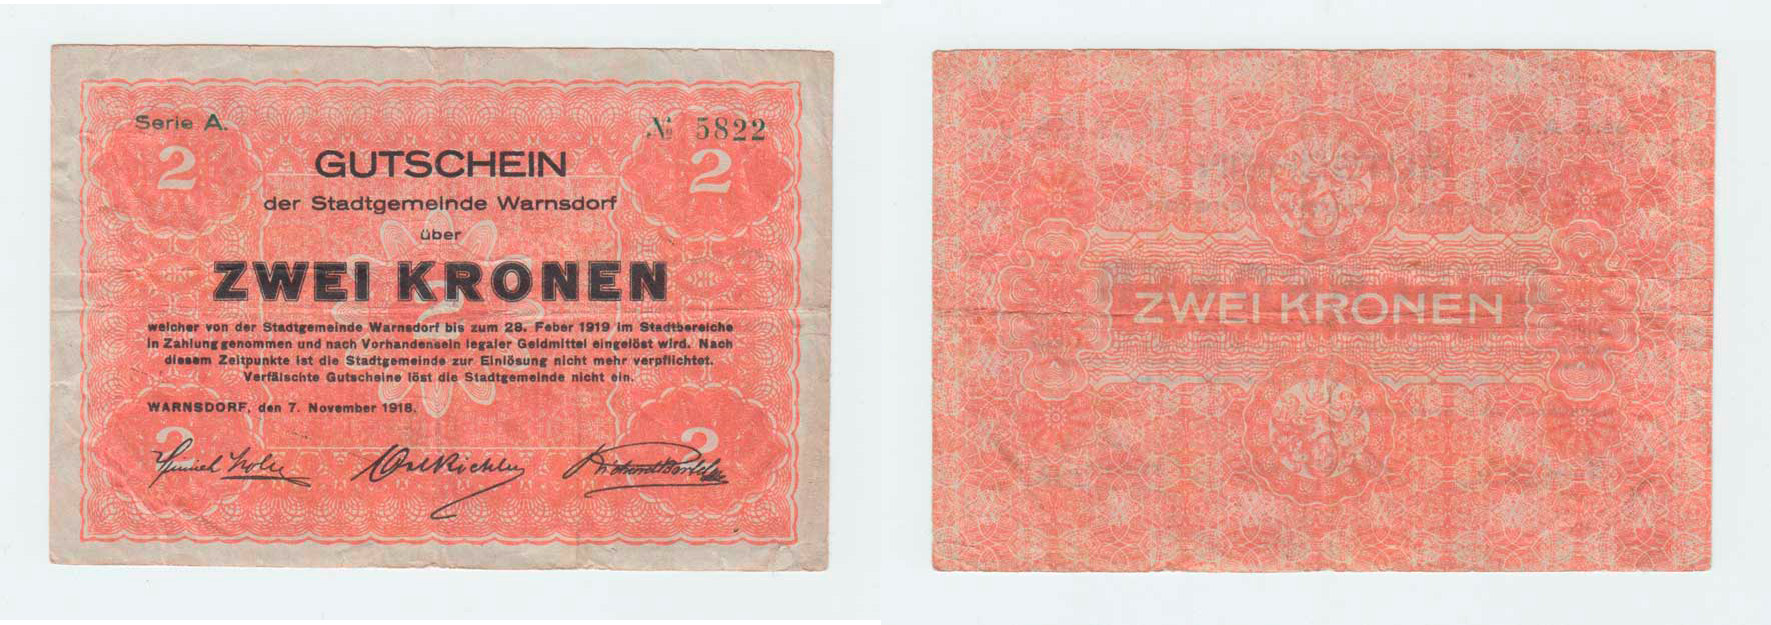 Serie A.
№ 5822
2 2
GUTSCHEIN
der Stadtgemeinde Warnsdorf
über
ZWEI KRONEN
2
welcher von der Stadtgemeinde Warnsdorf bis zum 28. Feber 1919 im Stadtbereiche
in Zahlung genommen und nach Vorhandensein legaler Geldmittel eingelöst wird. Nach
diesem Zeitpunkte ist die Stadtgemeinde zur Einlösung nicht mehr verpflichtet.
Verfälschte Gutscheine löst die Stadtgemeinde nicht ein.
WARNSDORF, den 7. November 1918.
2 2
Heinrich
ZWEI KRONEN